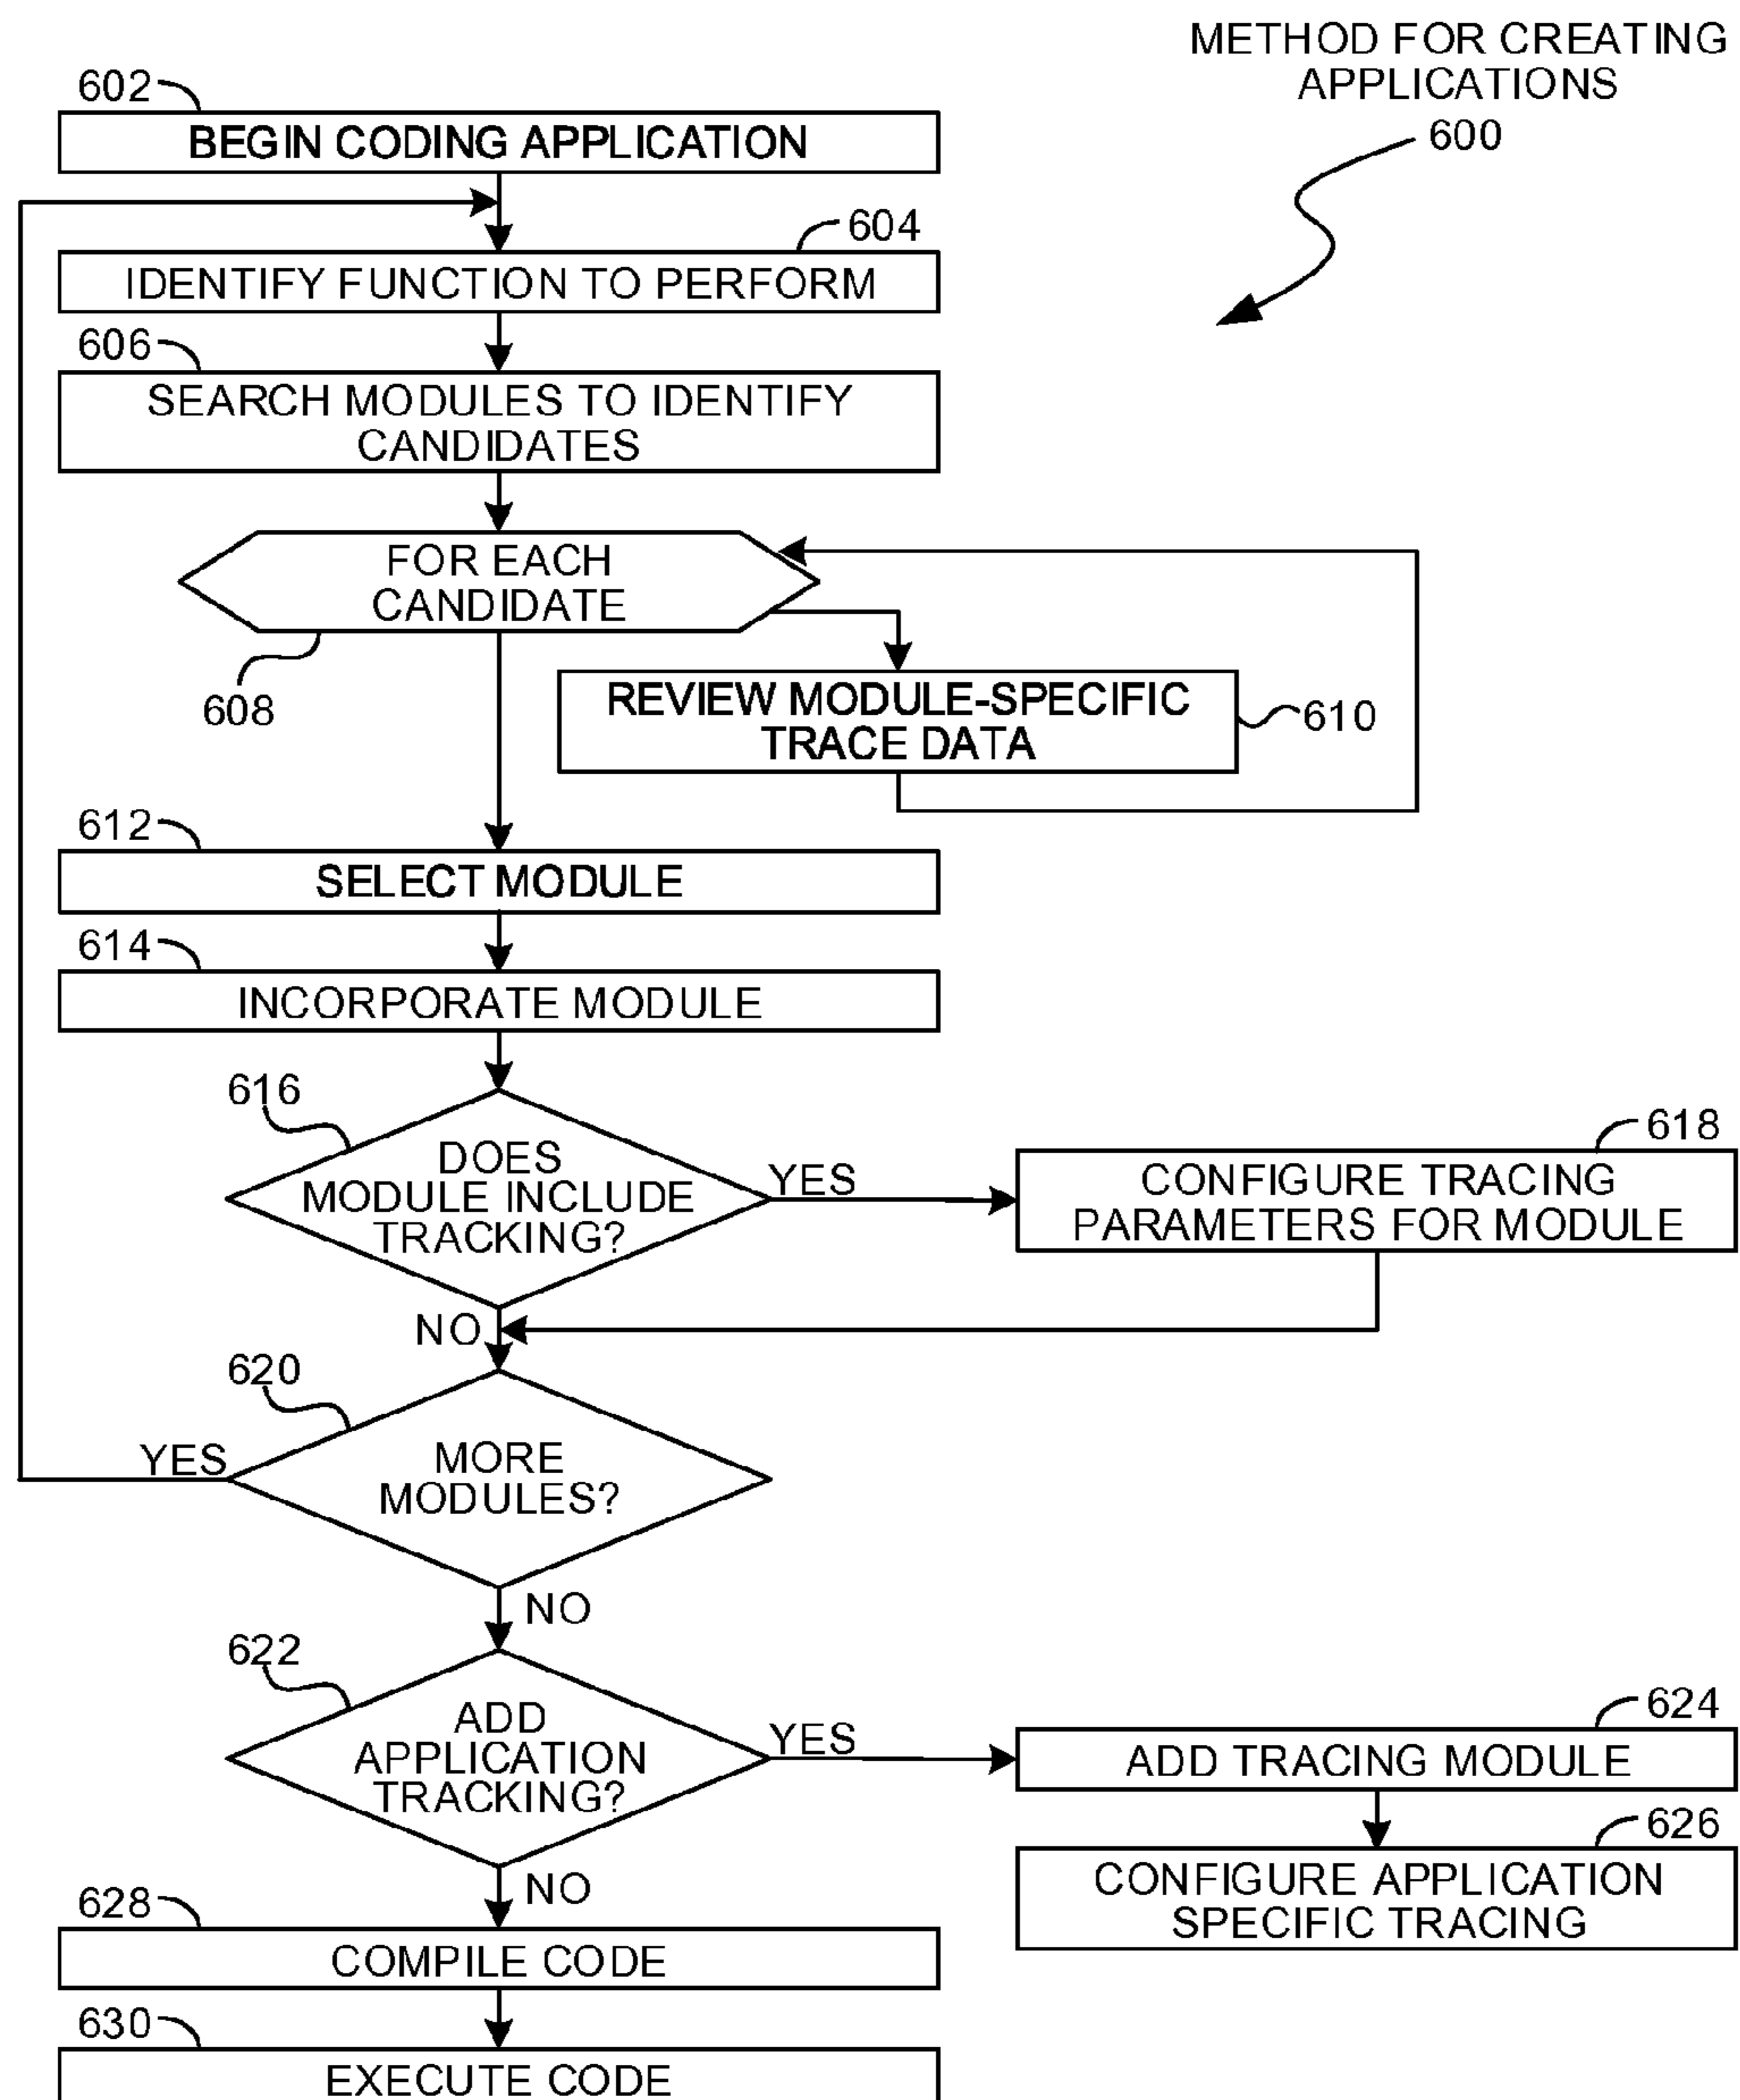 METHOD FOR CREATING
APPLICATIONS
600
602
BEGIN CODING APPLICATION
604
IDENTIFY FUNCTION TO PERFORM
606
SEARCH MODULES TO IDENTIFY
CANDIDATES
FOR EACH
CANDIDATE
608
REVIEW MODULE-SPECIFIC
TRACE DATA
610
612
SELECT MODULE
614
INCORPORATE MODULE
616
DOES
MODULE INCLUDE
TRACKING?
YES
618
CONFIGURE TRACING
PARAMETERS FOR MODULE
NO
620
MORE
MODULES?
YES
NO
622
ADD
APPLICATION
TRACKING?
YES
624
ADD TRACING MODULE
626
CONFIGURE APPLICATION
SPECIFIC TRACING
NO
628
COMPILE CODE
630
EXECUTE CODE